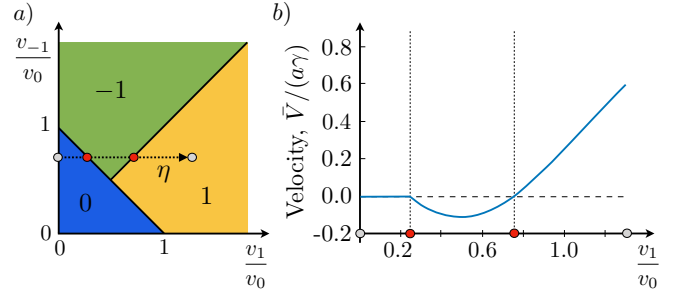 a)
v₋₁/v₀
−1
1
η
0
1
0
0
1
v₁/v₀
b)
Velocity, V̄/(aγ)
0.8
0.6
0.4
0.2
0.0
-0.2
0.2
0.6
1.0
v₁/v₀